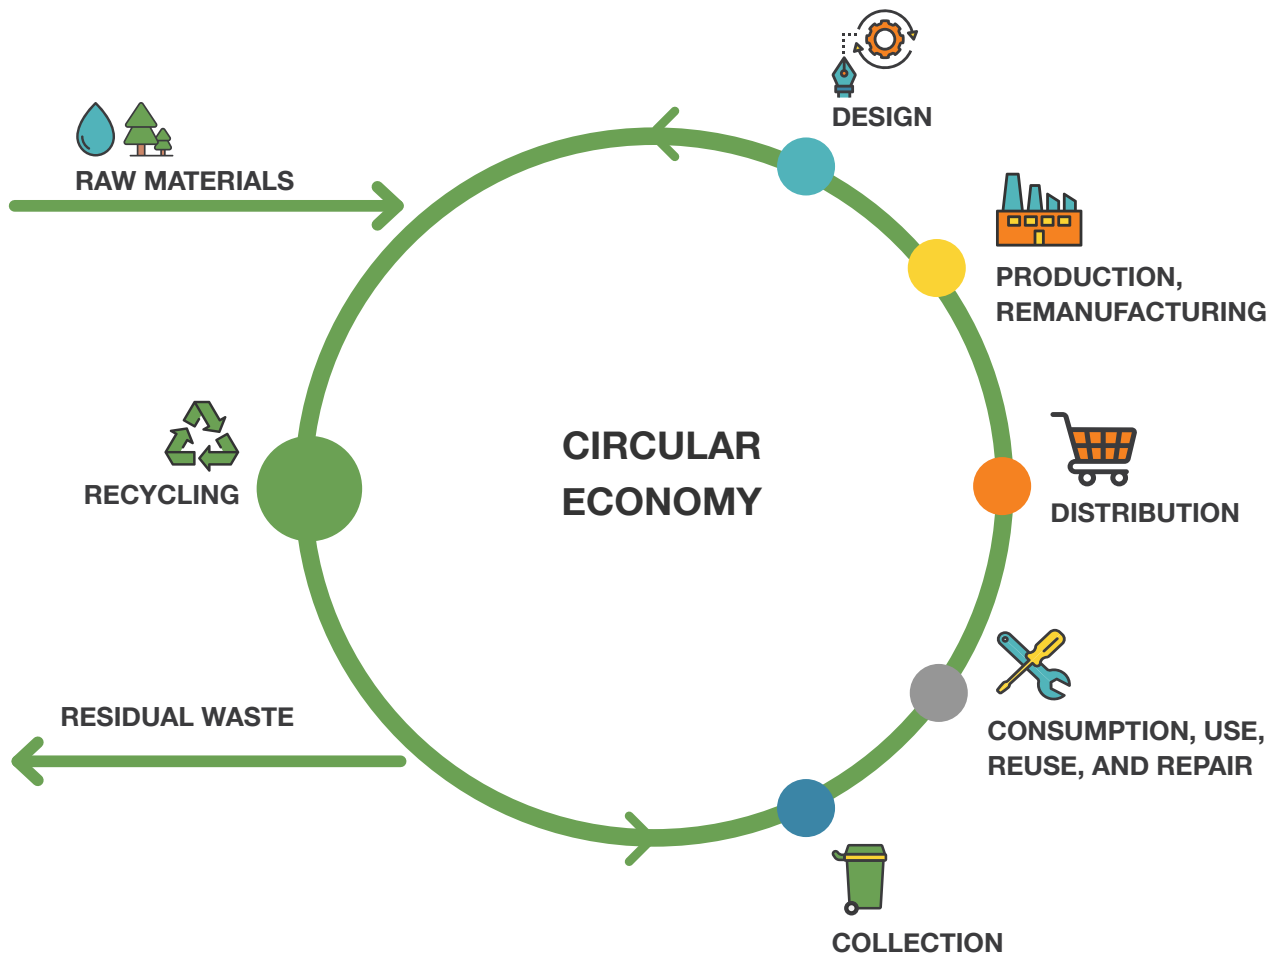 DESIGN
RAW MATERIALS
PRODUCTION,
REMANUFACTURING
CIRCULAR
ECONOMY
RECYCLING
DISTRIBUTION
RESIDUAL WASTE
CONSUMPTION, USE,
REUSE, AND REPAIR
COLLECTION